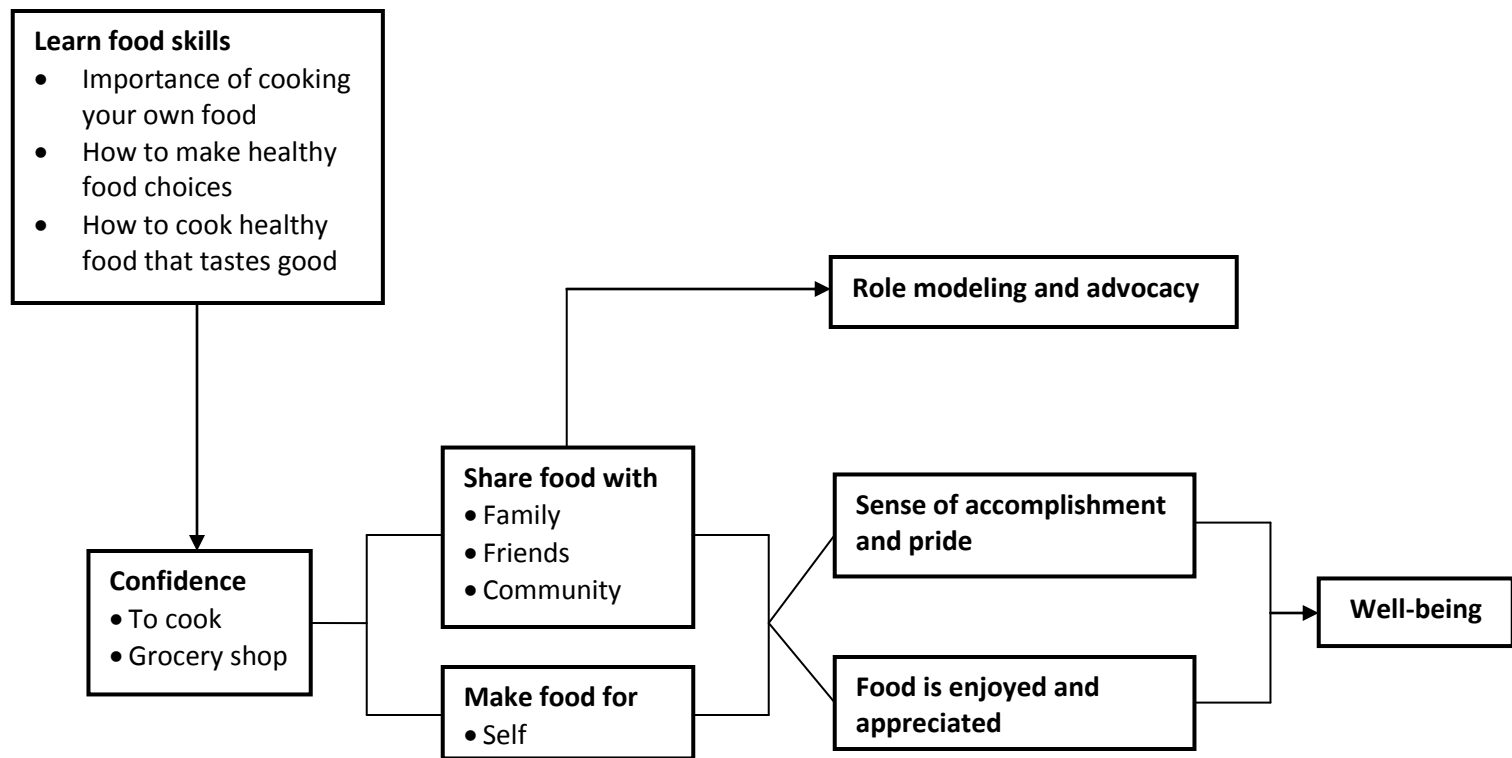 Learn food skills
• Importance of cooking
your own food
• How to make healthy
food choices
• How to cook healthy
food that tastes good
Role modeling and advocacy
Confidence
• To cook
• Grocery shop
Share food with
• Family
• Friends
• Community
Make food for
• Self
Sense of accomplishment
and pride
Food is enjoyed and
appreciated
Well-being